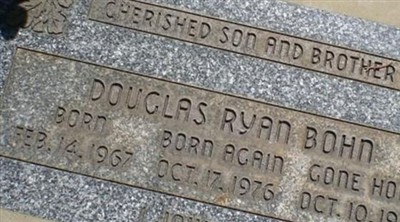 CHERISHED SON AND BROTHER
DOUGLAS RYAN BOHN
BORN BORN AGAIN GONE HO
FEB. 14, 1967 OCT. 17, 1976 OCT. 10, 19